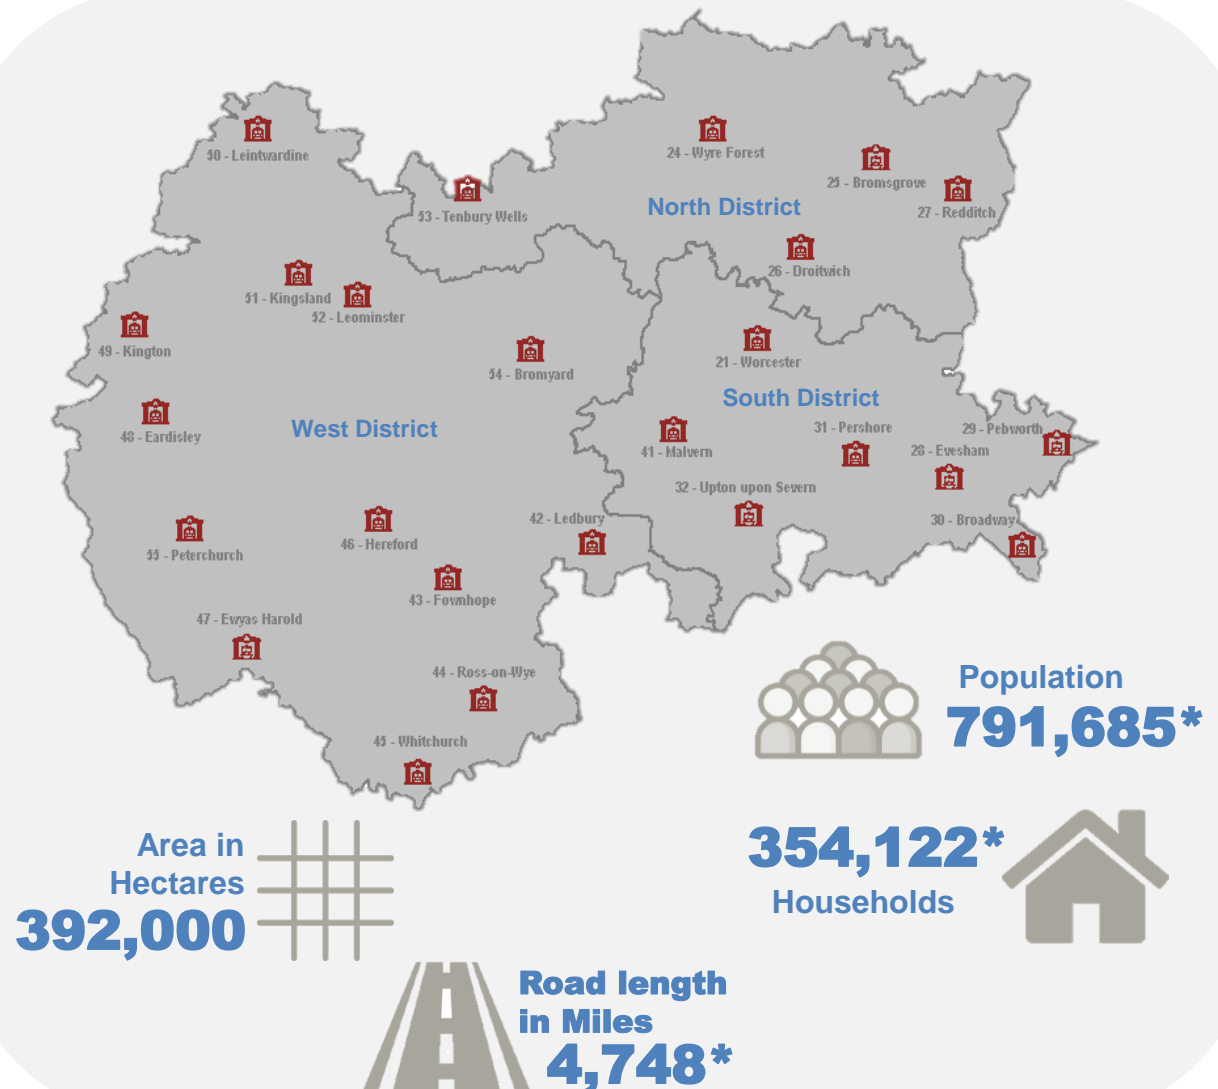 50 - Leintwardine
24 - Wyre Forest
25 - Bromsgrove
27 - Redditch
53 - Tenbury Wells
North District
26 - Droitwich
51 - Kingsland
52 - Leominster
49 - Kington
54 - Bromyard
21 - Worcester
South District
48 - Eardisley
West District
41 - Malvern
31 - Pershore
29 - Pebworth
28 - Evesham
32 - Upton upon Severn
42 - Ledbury
30 - Broadway
55 - Peterchurch
46 - Hereford
43 - Fownhope
47 - Ewyas Harold
44 - Ross-on-Wye
45 - Whitchurch
Population
791,685*
354,122*
Households
Area in
Hectares
392,000
Road length
in Miles
4,748*